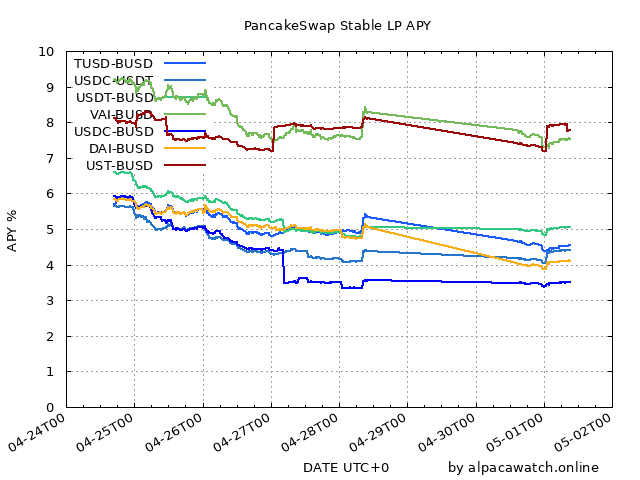 PancakeSwap Stable LP APY
TUSD-BUSD
USDC-USDT
USDT-BUSD
VAI-BUSD
USDC-BUSD
DAI-BUSD
UST-BUSD
APY %
10
9
8
7
6
5
4
3
2
1
0
04-24T00
04-25T00
04-26T00
04-27T00
04-28T00
04-29T00
04-30T00
05-01T00
05-02T00
DATE UTC+0
by alpacawatch.online